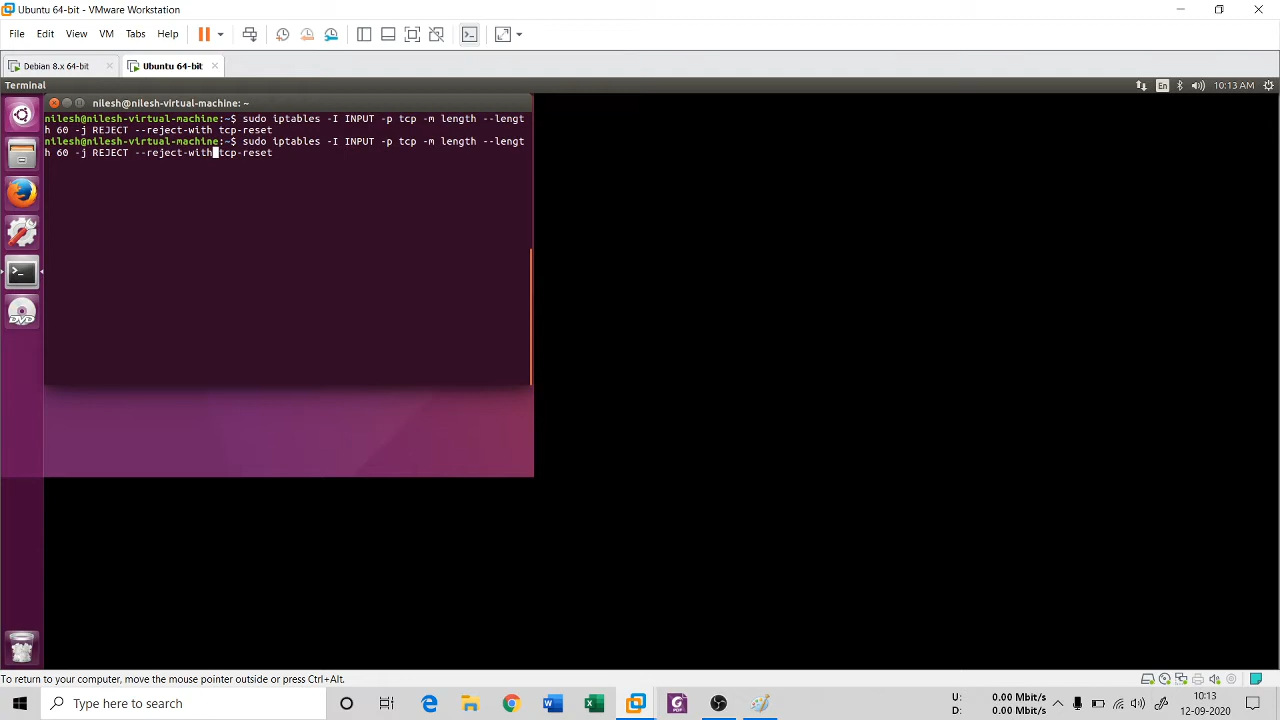 Ubuntu 64-bit - VMware Workstation
File Edit View VM Tabs Help
Debian 8.x 64-bit Ubuntu 64-bit
Terminal En 10:13 AM
nilesh@nilesh-virtual-machine: ~
nilesh@nilesh-virtual-machine:~$ sudo iptables -I INPUT -p tcp -m length --lengt
h 60 -j REJECT --reject-with tcp-reset
nilesh@nilesh-virtual-machine:~$ sudo iptables -I INPUT -p tcp -m length --lengt
h 60 -j REJECT --reject-with tcp-reset
DVD
To return to your computer, move the mouse pointer outside or press Ctrl+Alt.
Type here to search
U: 0.00 Mbit/s
D: 0.00 Mbit/s
10:13
12-09-2020